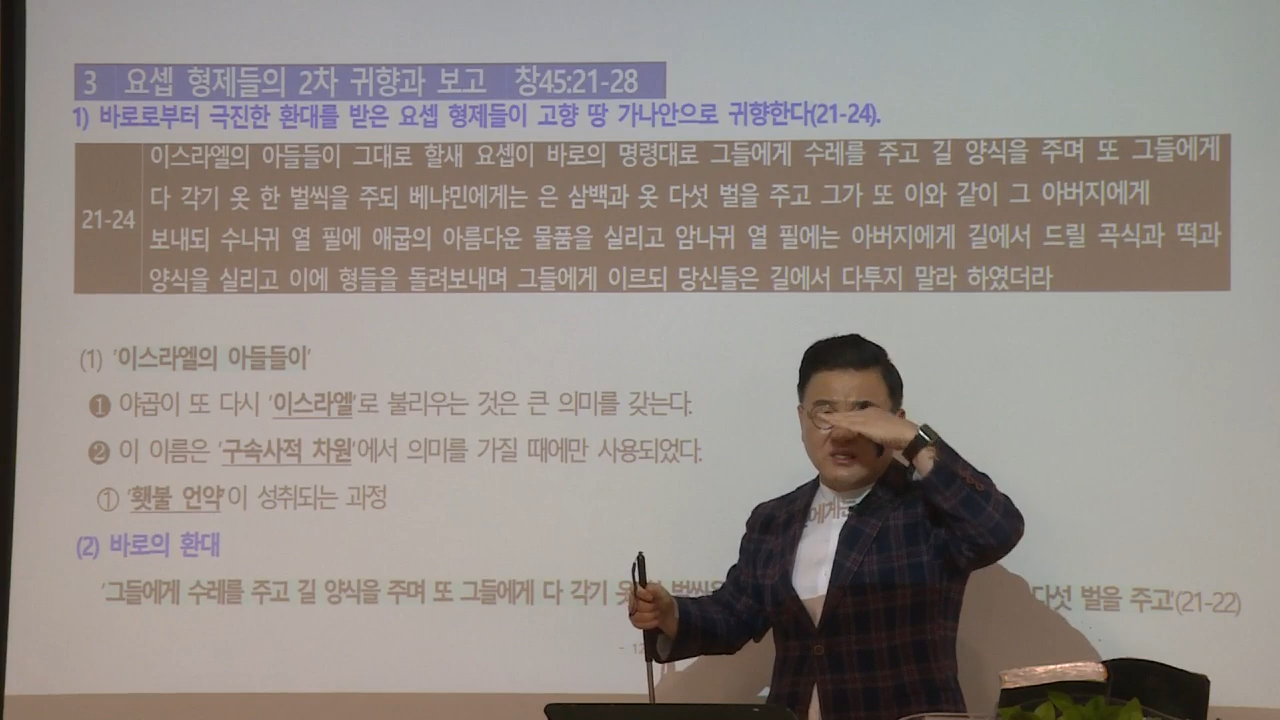 3 요셉 형제들의 2차 귀향과 보고 창45:21-28
1) 바로로부터 극진한 환대를 받은 요셉 형제들이 고향 땅 가나안으로 귀향한다(21-24).
21-24
이스라엘의 아들들이 그대로 할새 요셉이 바로의 명령대로 그들에게 수레를 주고 길 양식을 주며 또 그들에게
다 각기 옷 한 벌씩을 주되 베냐민에게는 은 삼백과 옷 다섯 벌을 주고 그가 또 이와 같이 그 아버지에게
보내되 수나귀 열 필에 애굽의 아름다운 물품을 실리고 암나귀 열 필에는 아버지에게 길에서 드릴 곡식과 떡과
양식을 실리고 이에 형들을 돌려보내며 그들에게 이르되 당신들은 길에서 다투지 말라 하였더라
(1) '이스라엘의 아들들이'
❶ 야곱이 또 다시 '이스라엘'로 불리우는 것은 큰 의미를 갖는다.
❷ 이 이름은 '구속사적 차원'에서 의미를 가질 때에만 사용되었다.
① '횃불 언약'이 성취되는 과정
(2) 바로의 환대
'그들에게 수레를 주고 길 양식을 주며 또 그들에게 다 각기 다섯 벌을 주고'(21-22)